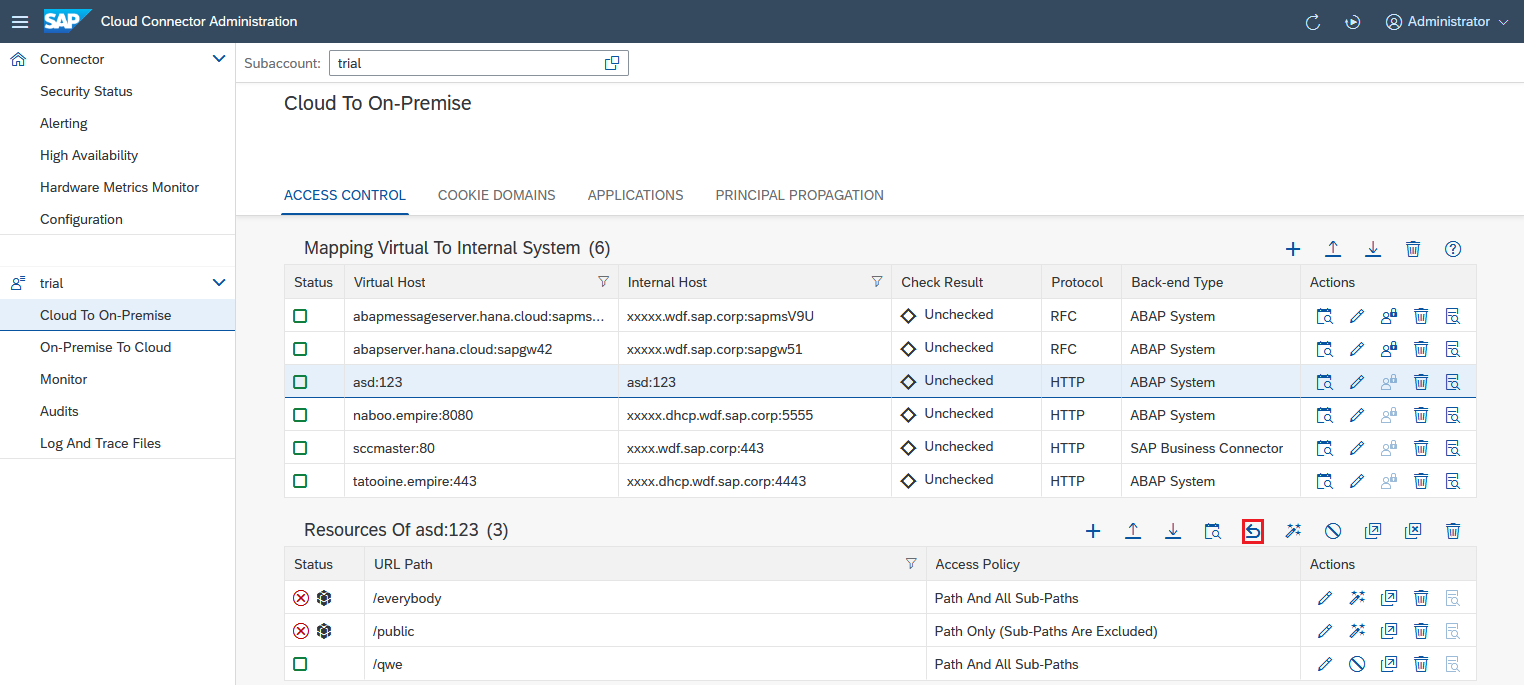 SAP Cloud Connector Administration Administrator
Connector
Security Status
Alerting
High Availability
Hardware Metrics Monitor
Configuration
trial
Cloud To On-Premise
On-Premise To Cloud
Monitor
Audits
Log And Trace Files
Subaccount: trial
Cloud To On-Premise
ACCESS CONTROL COOKIE DOMAINS APPLICATIONS PRINCIPAL PROPAGATION
Mapping Virtual To Internal System (6)
Status Virtual Host Internal Host Check Result Protocol Back-end Type Actions
abapmessageserver.hana.cloud:sapms... xxxxx.wdf.sap.corp:sapmsV9U Unchecked RFC ABAP System
abapserver.hana.cloud:sapgw42 xxxxx.wdf.sap.corp:sapgw51 Unchecked RFC ABAP System
asd:123 asd:123 Unchecked HTTP ABAP System
naboo.empire:8080 xxxxx.dhcp.wdf.sap.corp:5555 Unchecked HTTP ABAP System
sccmaster:80 xxxx.wdf.sap.corp:443 Unchecked HTTP SAP Business Connector
tatooine.empire:443 xxxx.dhcp.wdf.sap.corp:4443 Unchecked HTTP ABAP System
Resources Of asd:123 (3)
Status URL Path Access Policy Actions
/everybody Path And All Sub-Paths
/public Path Only (Sub-Paths Are Excluded)
/qwe Path And All Sub-Paths